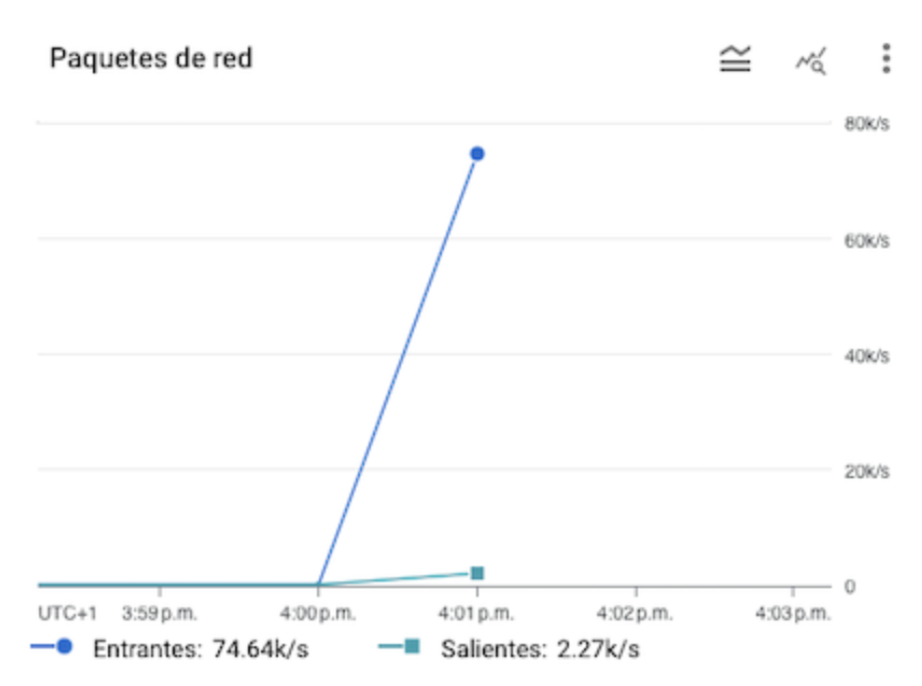 Paquetes de red
80k/s
60k/s
40k/s
20k/s
0
UTC+1 3:59 p.m. 4:00 p.m. 4:01 p.m. 4:02 p.m. 4:03 p.m.
Entrantes: 74.64k/s Salientes: 2.27k/s